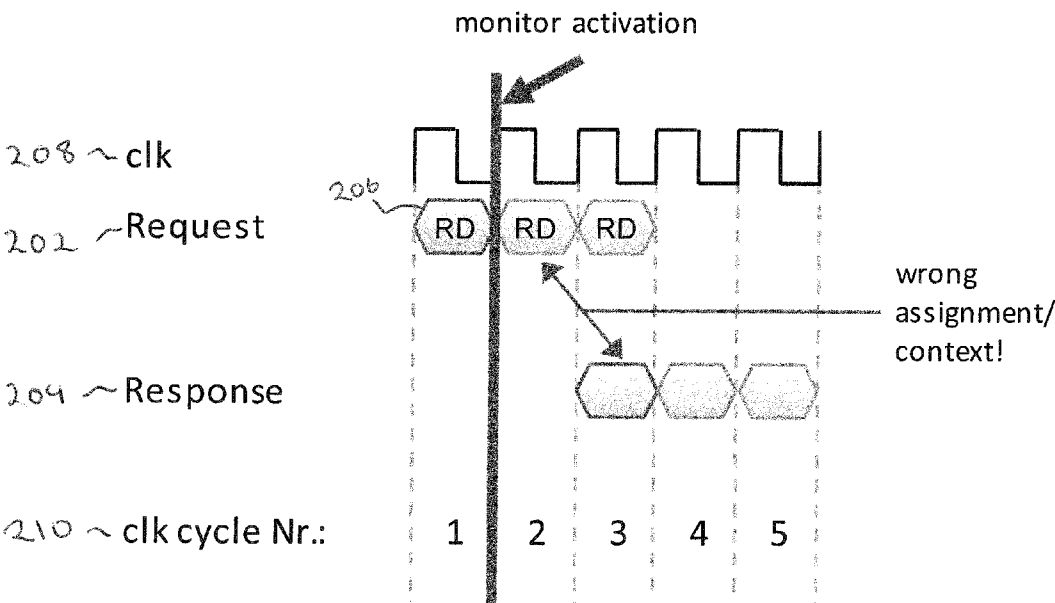 monitor activation
208 ~ clk
206
202 ~ Request RD RD RD
wrong
assignment/
context!
204 ~ Response
210 ~ clk cycle Nr.: 1 2 3 4 5